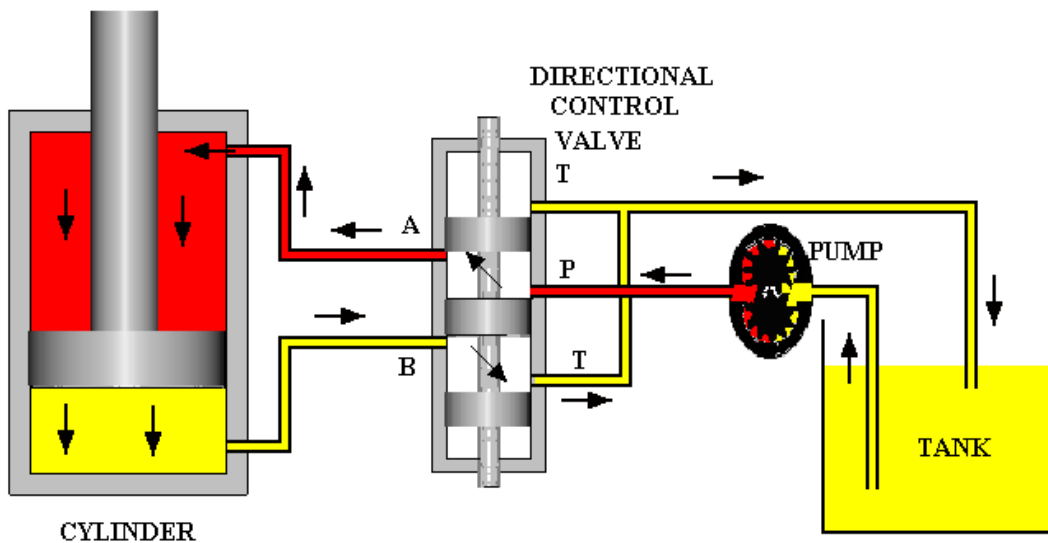 DIRECTIONAL
CONTROL
VALVE
T
A
P
PUMP
B
T
TANK
CYLINDER